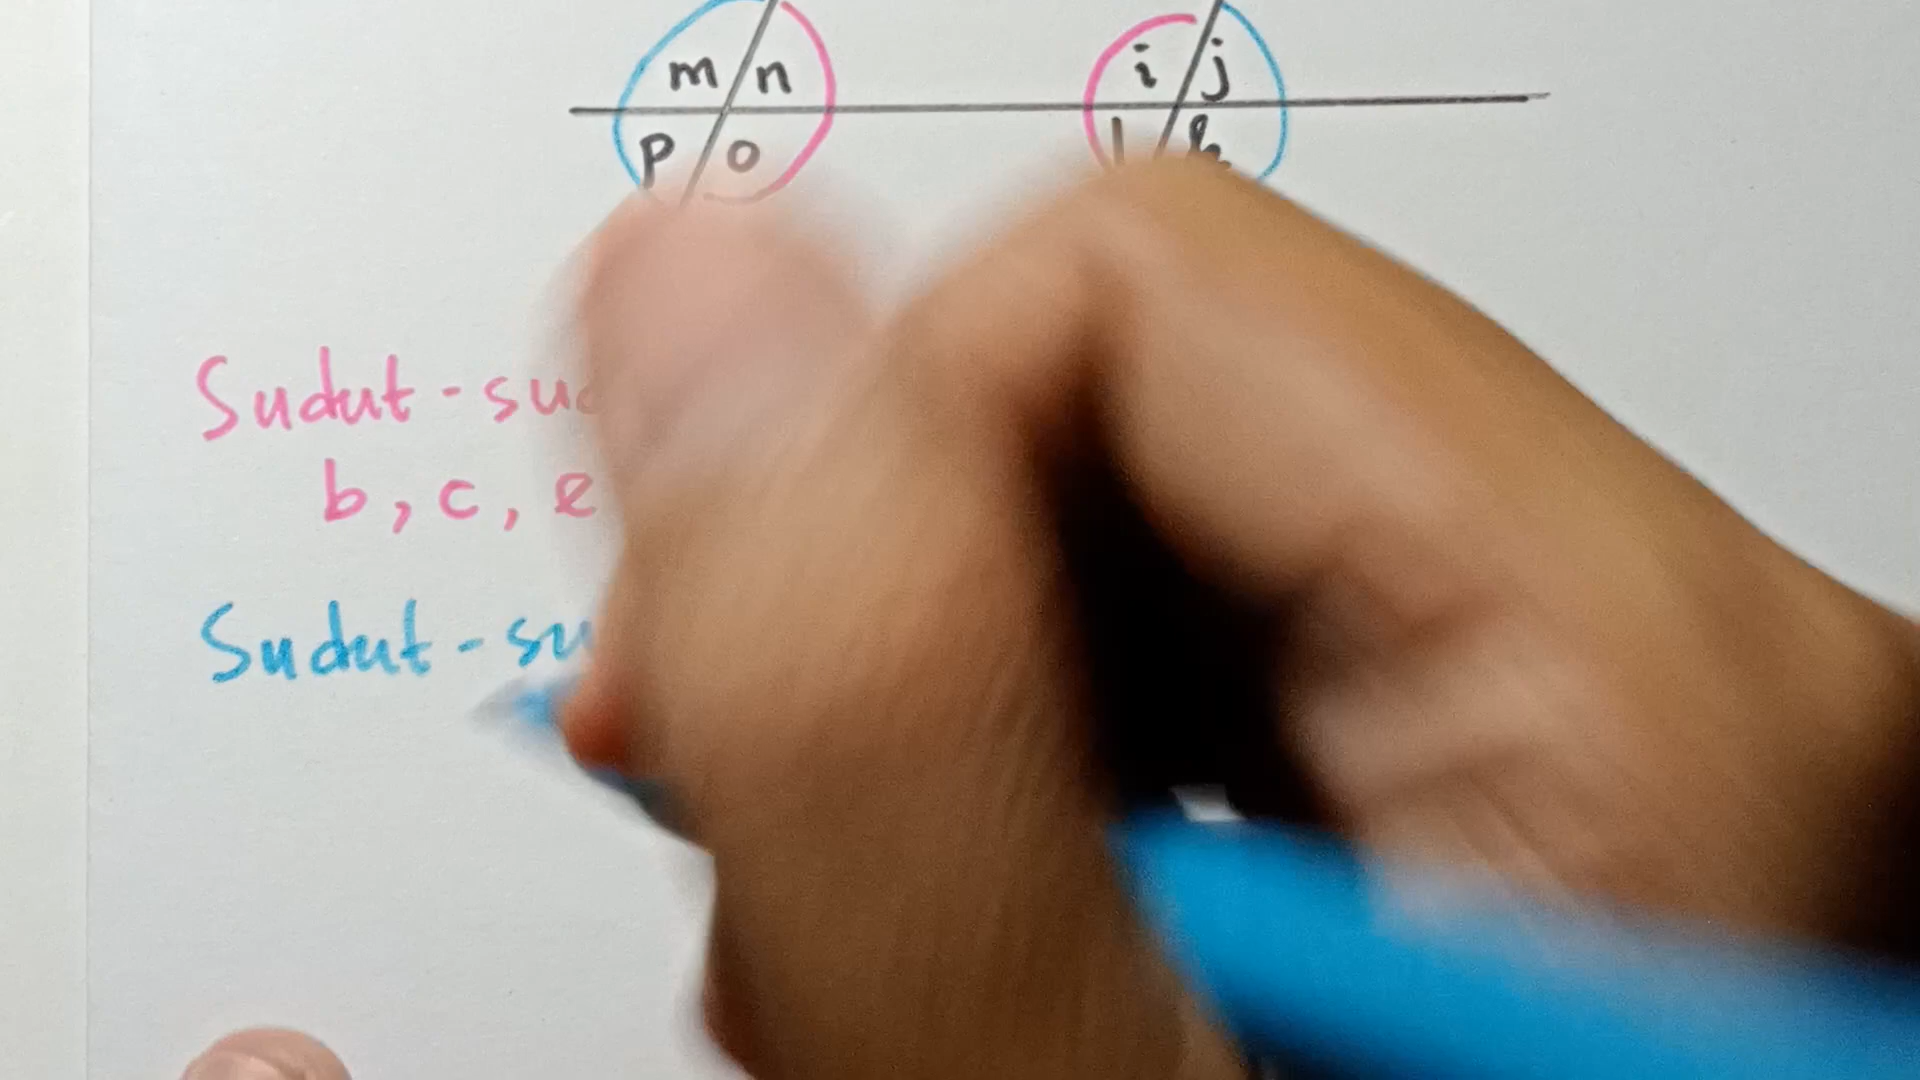 m n i j
p o l k
Sudut-su
b, c, e
Sudut-su